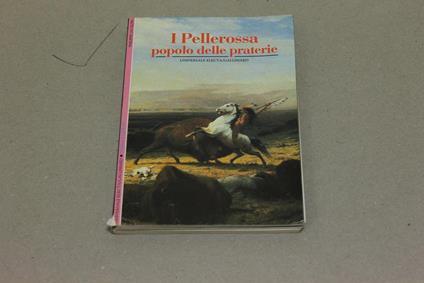 I Pellerossa
popolo delle praterie
UNIVERSALE ELECTA/GALLIMARD